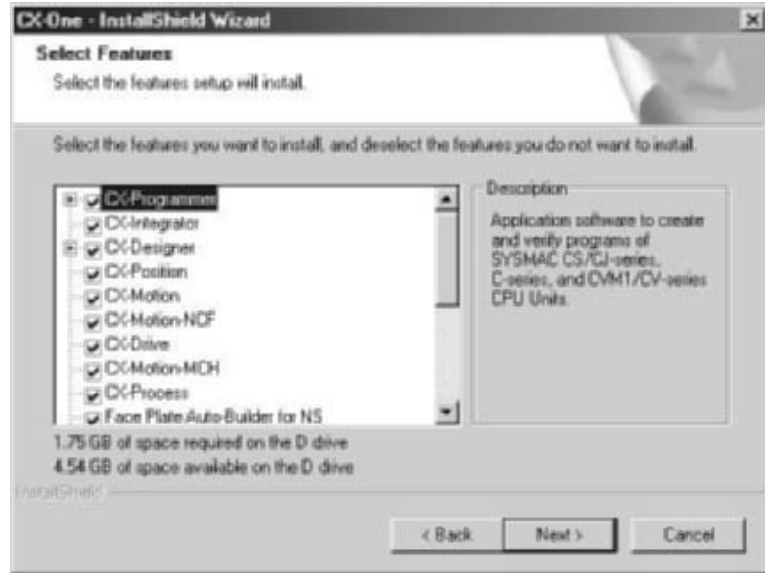 CX-One - InstallShield Wizard
Select Features
Select the features setup will install.
Select the features you want to install, and deselect the features you do not want to install.
CX-Programmer
CX-Integrator
CX-Designer
CX-Position
CX-Motion
CX-Motion-NCF
CX-Drive
CX-Motion-MCH
CX-Process
Face Plate Auto-Builder for NS
Description
Application software to create
and verify programs of
SYSMAC CS/CJ-series,
C-series, and CVM1/CV-series
CPU Units.
1.75 GB of space required on the D drive
4.54 GB of space available on the D drive
InstallShield
< Back
Next >
Cancel